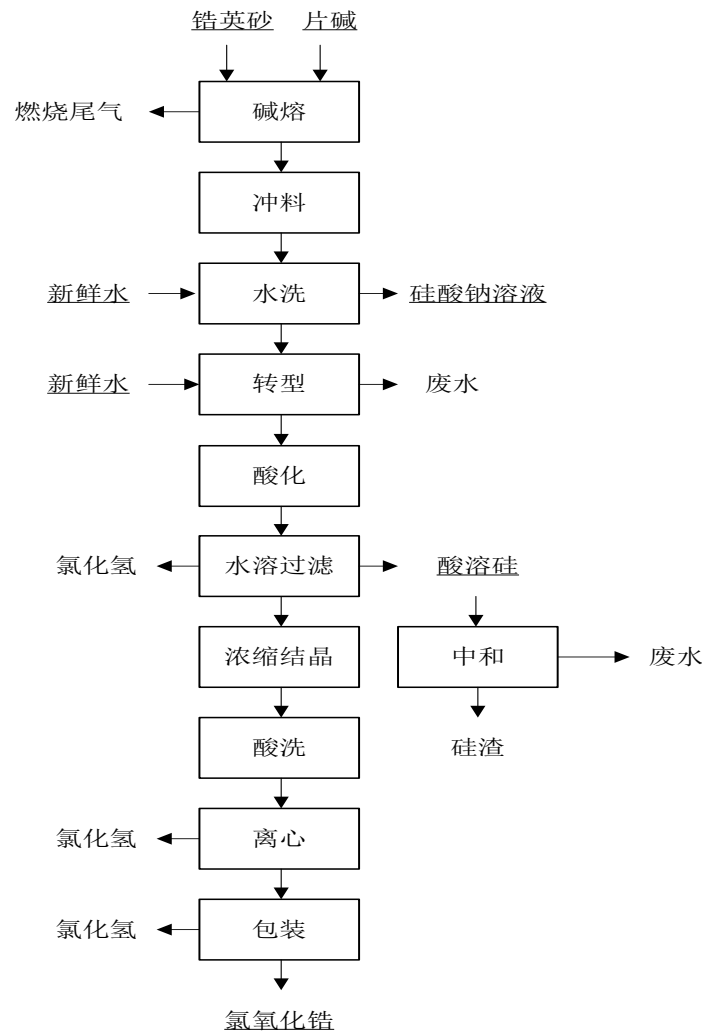 锆英砂 片碱
燃烧尾气 碱熔
冲料
新鲜水 水洗 硅酸钠溶液
新鲜水 转型 废水
酸化
氯化氢 水溶过滤 酸溶硅
浓缩结晶 中和 废水
酸洗 硅渣
氯化氢 离心
氯化氢 包装
氯氧化锆